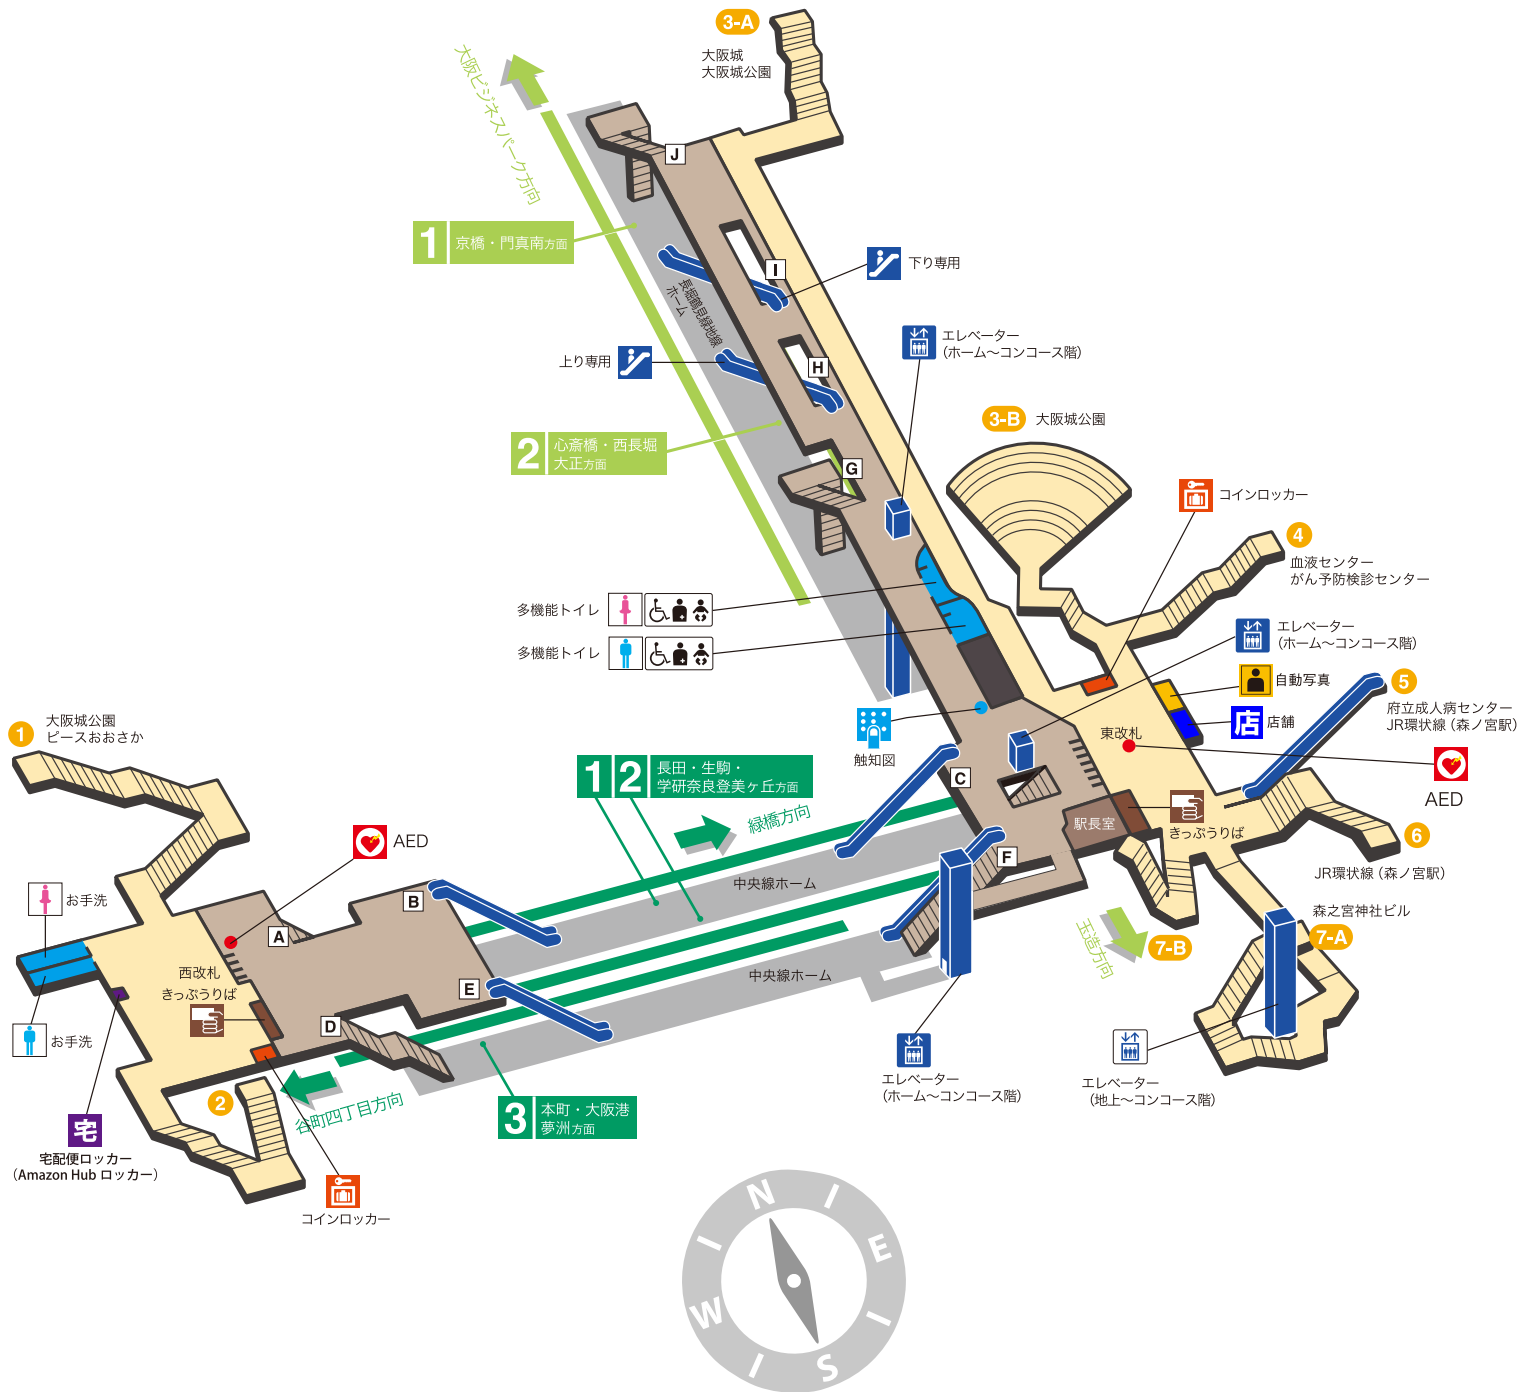 3-A
大阪城
大阪城公園
大阪ビジネスパーク方向
J
1
京橋・門真南方面
I
下り専用
長堀鶴見緑地線
ホーム
エレベーター
（ホーム～コンコース階）
上り専用
H
3-B
大阪城公園
2
心斎橋・西長堀
大正方面
G
コインロッカー
4
血液センター
がん予防検診センター
多機能トイレ
多機能トイレ
エレベーター
（ホーム～コンコース階）
自動写真
5
府立成人病センター
JR環状線（森ノ宮駅）
店
店舗
1
大阪城公園
ピースおおさか
触知図
東改札
AED
1
2
長田・生駒・
学研奈良登美ヶ丘方面
C
緑橋方向
駅長室
きっぷうりば
6
JR環状線（森ノ宮駅）
AED
F
中央線ホーム
お手洗
B
A
森之宮神社ビル
7-A
7-B
玉造方向
西改札
きっぷうりば
E
中央線ホーム
D
お手洗
エレベーター
（ホーム～コンコース階）
エレベーター
（地上～コンコース階）
2
谷町四丁目方向
3
本町・大阪港
夢洲方面
宅
宅配便ロッカー
（Amazon Hub ロッカー）
コインロッカー
N
E
S
W